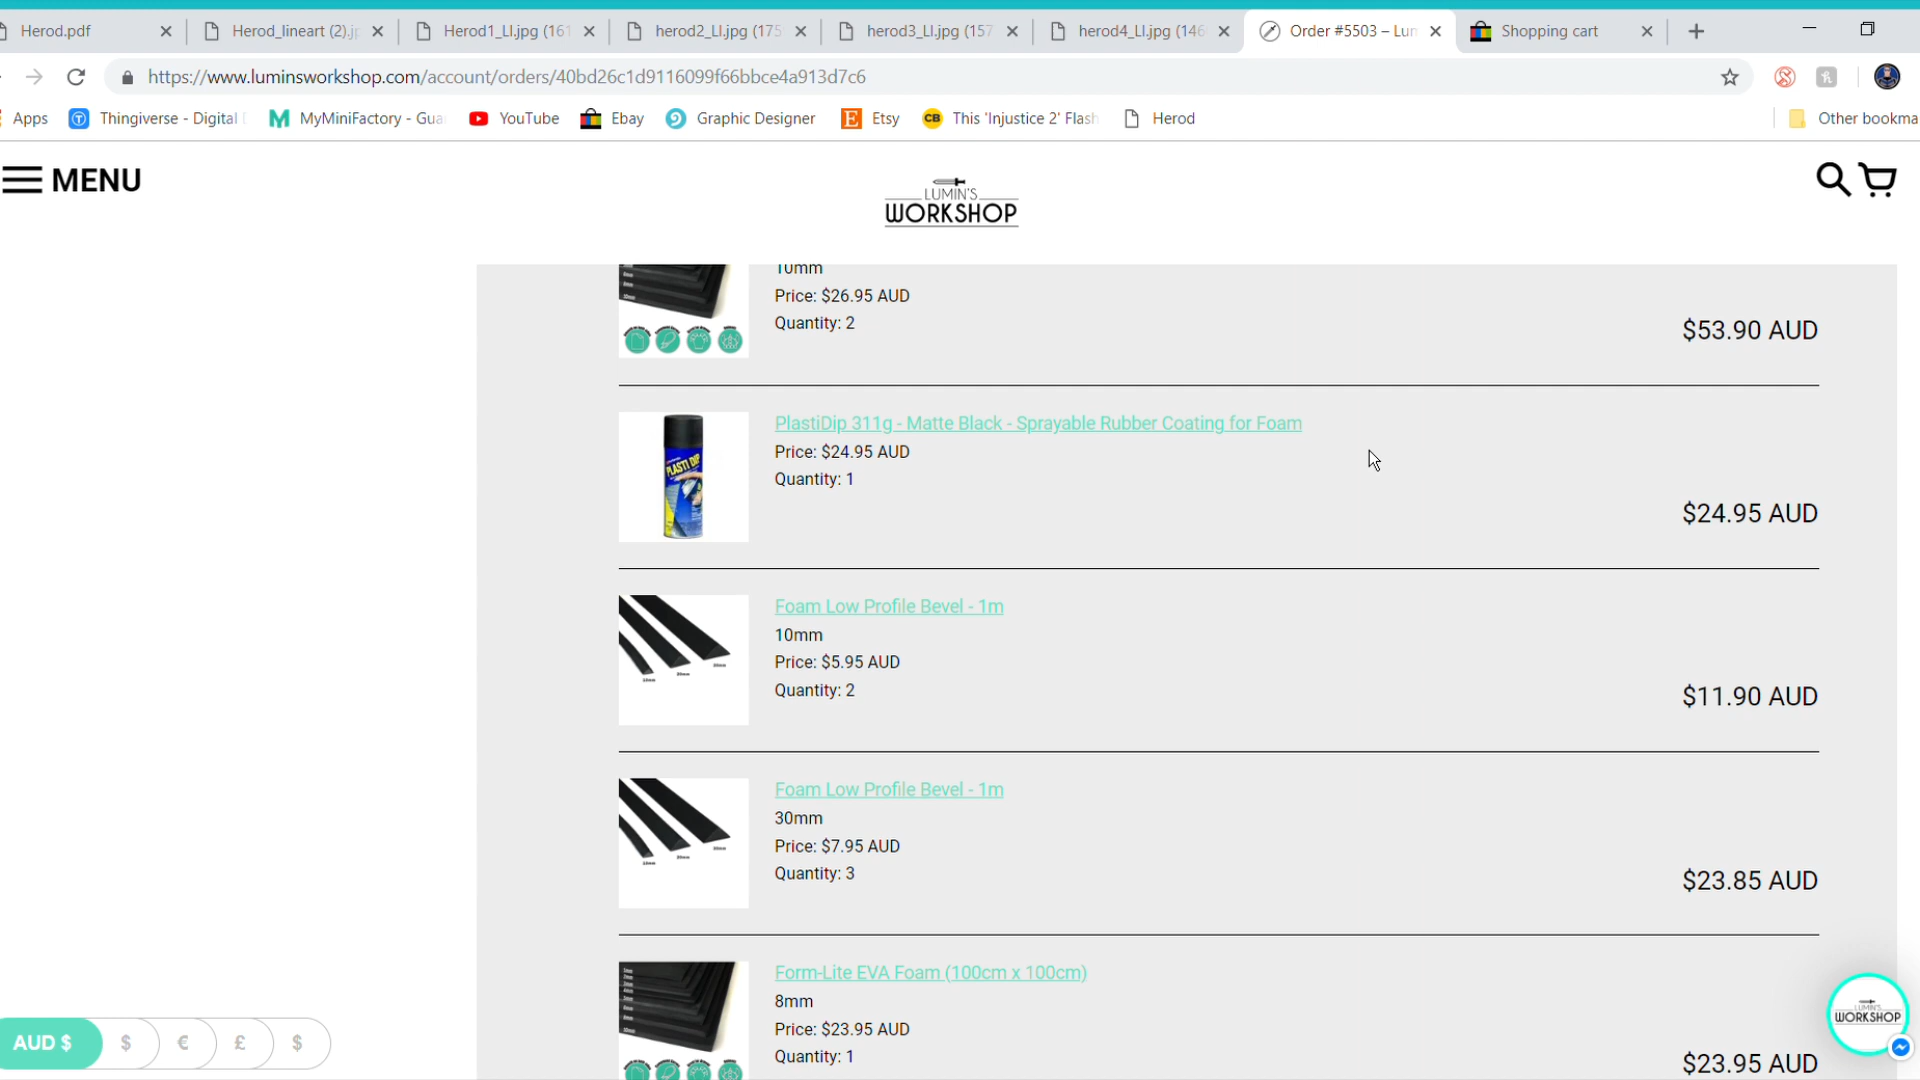 Herod.pdf
Herod_lineart (2).j
Herod1_LI.jpg (161
herod2_LI.jpg (175
herod3_LI.jpg (157
herod4_LI.jpg (146
Order #5503 – Lum
Shopping cart
https://www.luminsworkshop.com/account/orders/40bd26c1d9116099f66bbce4a913d7c6
Apps
Thingiverse - Digital
MyMiniFactory - Gua
YouTube
Ebay
Graphic Designer
Etsy
This 'Injustice 2' Flash
Herod
Other bookma
MENU
LUMIN'S
WORKSHOP
10mm
Price: $26.95 AUD
Quantity: 2
$53.90 AUD
PLASTI DIP
PlastiDip 311g - Matte Black - Sprayable Rubber Coating for Foam
Price: $24.95 AUD
Quantity: 1
$24.95 AUD
Foam Low Profile Bevel - 1m
10mm
Price: $5.95 AUD
Quantity: 2
$11.90 AUD
Foam Low Profile Bevel - 1m
30mm
Price: $7.95 AUD
Quantity: 3
$23.85 AUD
Form-Lite EVA Foam (100cm x 100cm)
8mm
Price: $23.95 AUD
Quantity: 1
$23.95 AUD
AUD $
$
€
£
$
LUMIN'S
WORKSHOP